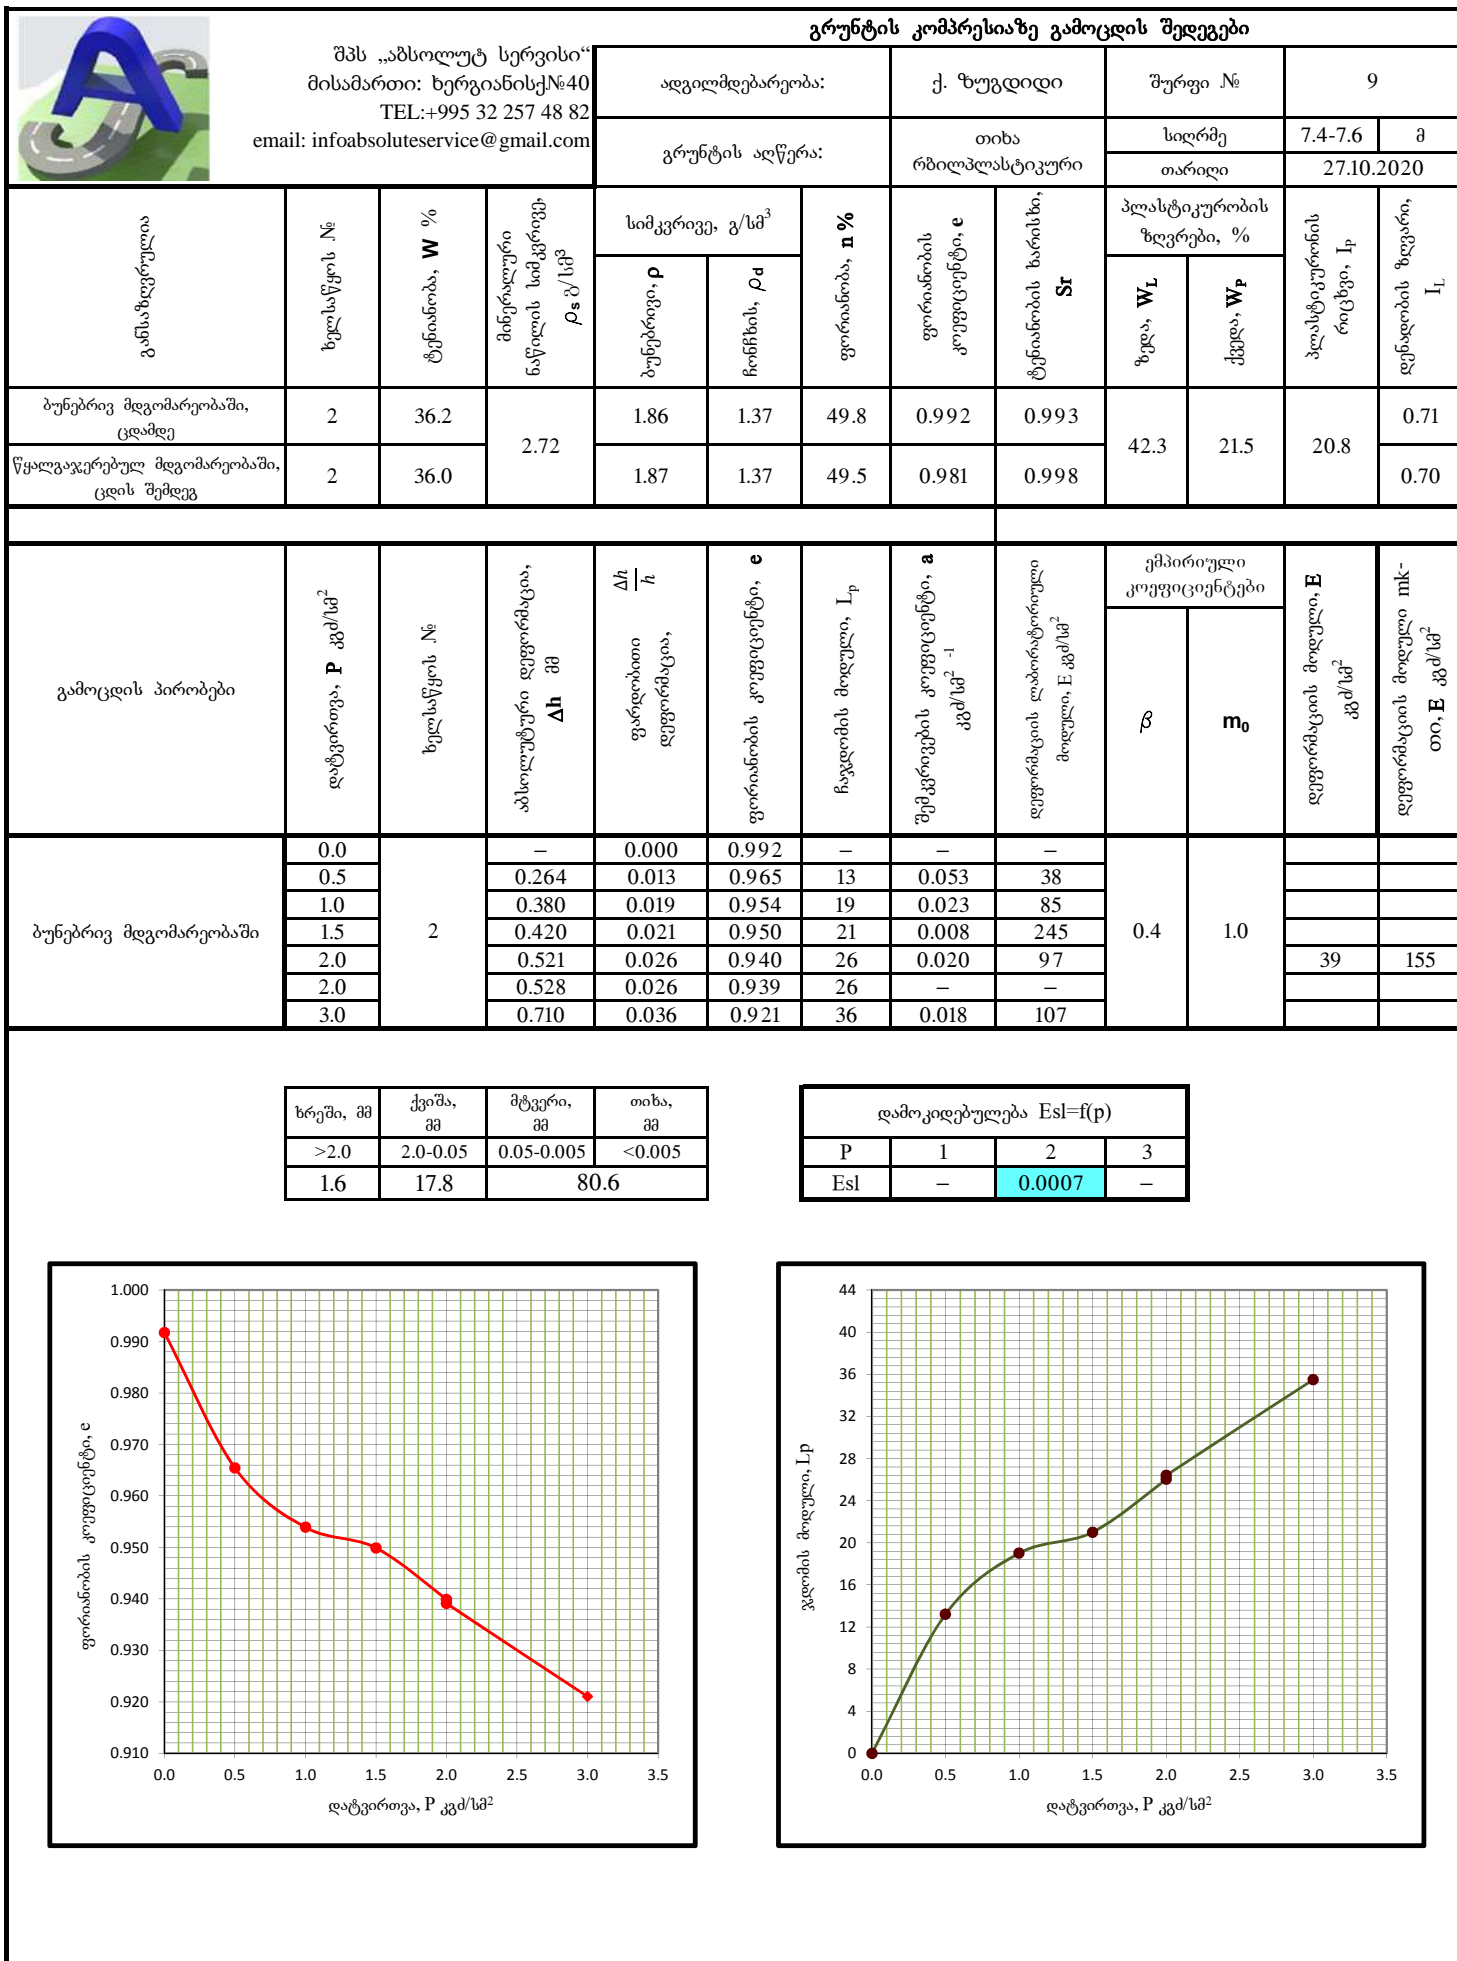 გრუნტის კომპრესიაზე გამოცდის შედეგები
შპს „აბსოლუტ სერვისი“
მისამართი: ხერგიანისქ№40
TEL:+995 32 257 48 82
email: infoabsoluteservice@gmail.com
ადგილმდებარეობა:
ქ. ზუგდიდი
შურფი №
9
გრუნტის აღწერა:
თიხა
რბილპლასტიკური
სიღრმე
7.4-7.6
მ
თარიღი
27.10.2020
განსაზღვრულია
ხელსაწყოს №
ტენიანობა, W %
მინერალური
ნაწილის სიმკვრივე,
ρs გ/სმ³
სიმკვრივე, გ/სმ³
ბუნებრივი, ρ
ჩონჩხის, ρd
ფორიანობა, n %
ფორიანობის
კოეფიციენტი, e
ტენიანობის ხარისხი,
Sr
პლასტიკურობის
ზღვრები, %
ზედა, WL
ქვედა, WP
პლასტიკურონის
რიცხვი, IP
დენადობის ზღვარი,
IL
ბუნებრივ მდგომარეობაში,
ცდამდე
2
36.2
2.72
1.86
1.37
49.8
0.992
0.993
42.3
21.5
20.8
0.71
წყალგაჯერებულ მდგომარეობაში,
ცდის შემდეგ
2
36.0
1.87
1.37
49.5
0.981
0.998
0.70
გამოცდის პირობები
დატვირთვა, P კგძ/სმ²
ხელსაწყოს №
აბსოლუტური დეფორმაცია,
Δh მმ
Δh/h
ფარდობითი
დეფორმაცია,
ფორიანობის კოეფიციენტი, e
ჩაჯდომის მოდული, Lp
შემკვრივების კოეფიციენტი, a
კგძ/სმ² ⁻¹
დეფორმაციის ლაბორატორიული
მოდული, E კგძ/სმ²
ემპირიული
კოეფიციენტები
β
m₀
დეფორმაციის მოდული, E
კგძ/სმ²
დეფორმაციის მოდული mk-
თი, E კგძ/სმ²
ბუნებრივ მდგომარეობაში
2
0.4
1.0
0.0 – 0.000 0.992 – – –
0.5 0.264 0.013 0.965 13 0.053 38
1.0 0.380 0.019 0.954 19 0.023 85
1.5 0.420 0.021 0.950 21 0.008 245
2.0 0.521 0.026 0.940 26 0.020 97 39 155
2.0 0.528 0.026 0.939 26 – –
3.0 0.710 0.036 0.921 36 0.018 107
ხრეში, მმ
ქვიშა,
მმ
მტვერი,
მმ
თიხა,
მმ
>2.0 2.0-0.05 0.05-0.005 <0.005
1.6 17.8 80.6
დამოკიდებულება Esl=f(p)
P 1 2 3
Esl – 0.0007 –
1.000
0.990
0.980
0.970
0.960
0.950
0.940
0.930
0.920
0.910
ფორიანობის კოეფიციენტი, e
0.0 0.5 1.0 1.5 2.0 2.5 3.0 3.5
დატვირთვა, P კგძ/სმ²
44
40
36
32
28
24
20
16
12
8
4
0
ჯდომის მოდული, Lp
0.0 0.5 1.0 1.5 2.0 2.5 3.0 3.5
დატვირთვა, P კგძ/სმ²